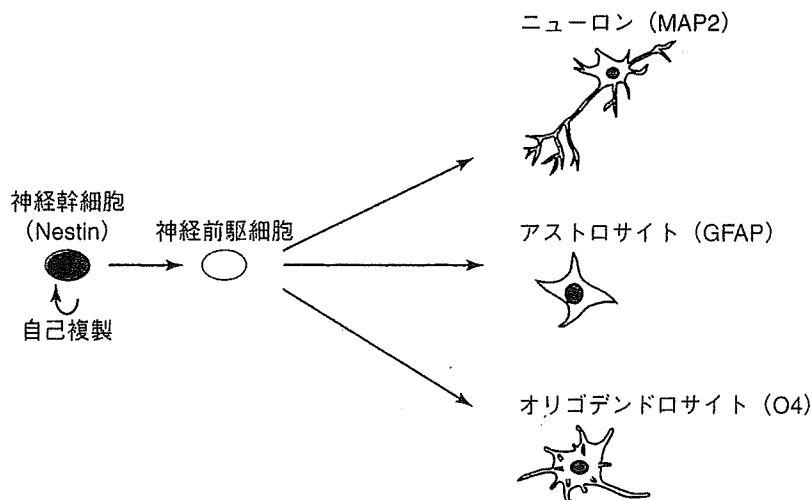 ニューロン（MAP2）
神経幹細胞
（Nestin）
神経前駆細胞
自己複製
アストロサイト（GFAP）
オリゴデンドロサイト（O4）